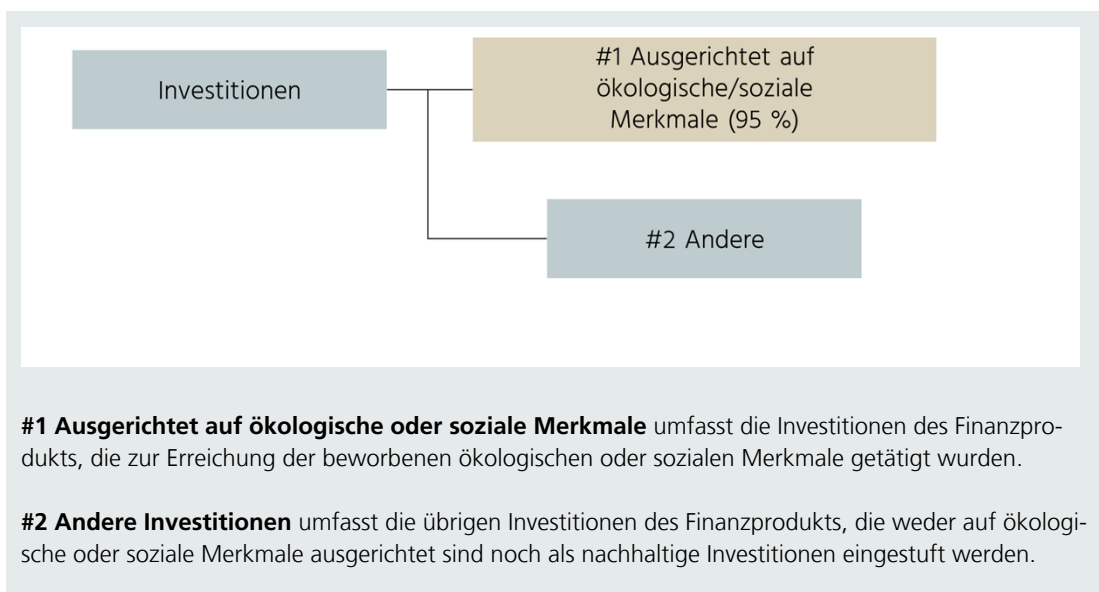 Investitionen
#1 Ausgerichtet auf
ökologische/soziale
Merkmale (95 %)
#2 Andere
#1 Ausgerichtet auf ökologische oder soziale Merkmale umfasst die Investitionen des Finanzpro-
dukts, die zur Erreichung der beworbenen ökologischen oder sozialen Merkmale getätigt wurden.
#2 Andere Investitionen umfasst die übrigen Investitionen des Finanzprodukts, die weder auf ökologi-
sche oder soziale Merkmale ausgerichtet sind noch als nachhaltige Investitionen eingestuft werden.